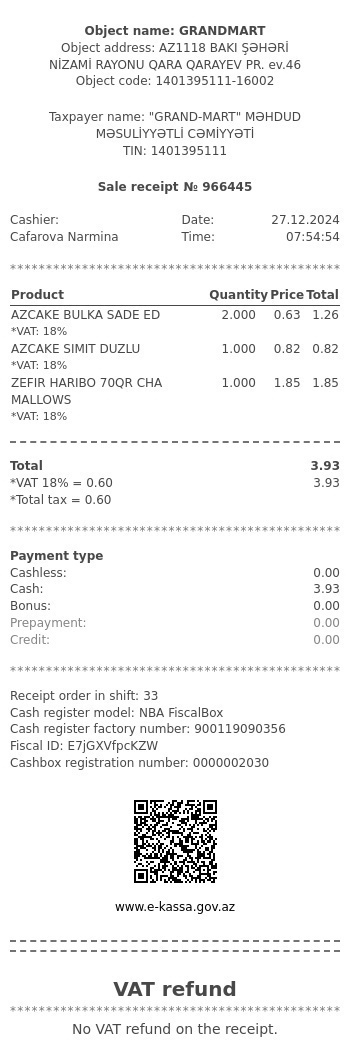 Object name: GRANDMART
Object address: AZ1118 BAKI ŞƏHƏRİ
NİZAMİ RAYONU QARA QARAYEV PR. ev.46
Object code: 1401395111-16002
Taxpayer name: "GRAND-MART" MƏHDUD
MƏSULİYYƏTLİ CƏMİYYƏTİ
TIN: 1401395111
Sale receipt № 966445
Cashier: Date: 27.12.2024
Cafarova Narmina Time: 07:54:54
************************************************
Product Quantity Price Total
AZCAKE BULKA SADE ED 2.000 0.63 1.26
*VAT: 18%
AZCAKE SIMIT DUZLU 1.000 0.82 0.82
*VAT: 18%
ZEFIR HARIBO 70QR CHA 1.000 1.85 1.85
MALLOWS
*VAT: 18%
Total 3.93
*VAT 18% = 0.60 3.93
*Total tax = 0.60
************************************************
Payment type
Cashless: 0.00
Cash: 3.93
Bonus: 0.00
Prepayment: 0.00
Credit: 0.00
************************************************
Receipt order in shift: 33
Cash register model: NBA FiscalBox
Cash register factory number: 900119090356
Fiscal ID: E7jGXVfpcKZW
Cashbox registration number: 0000002030
www.e-kassa.gov.az
VAT refund
************************************************
No VAT refund on the receipt.